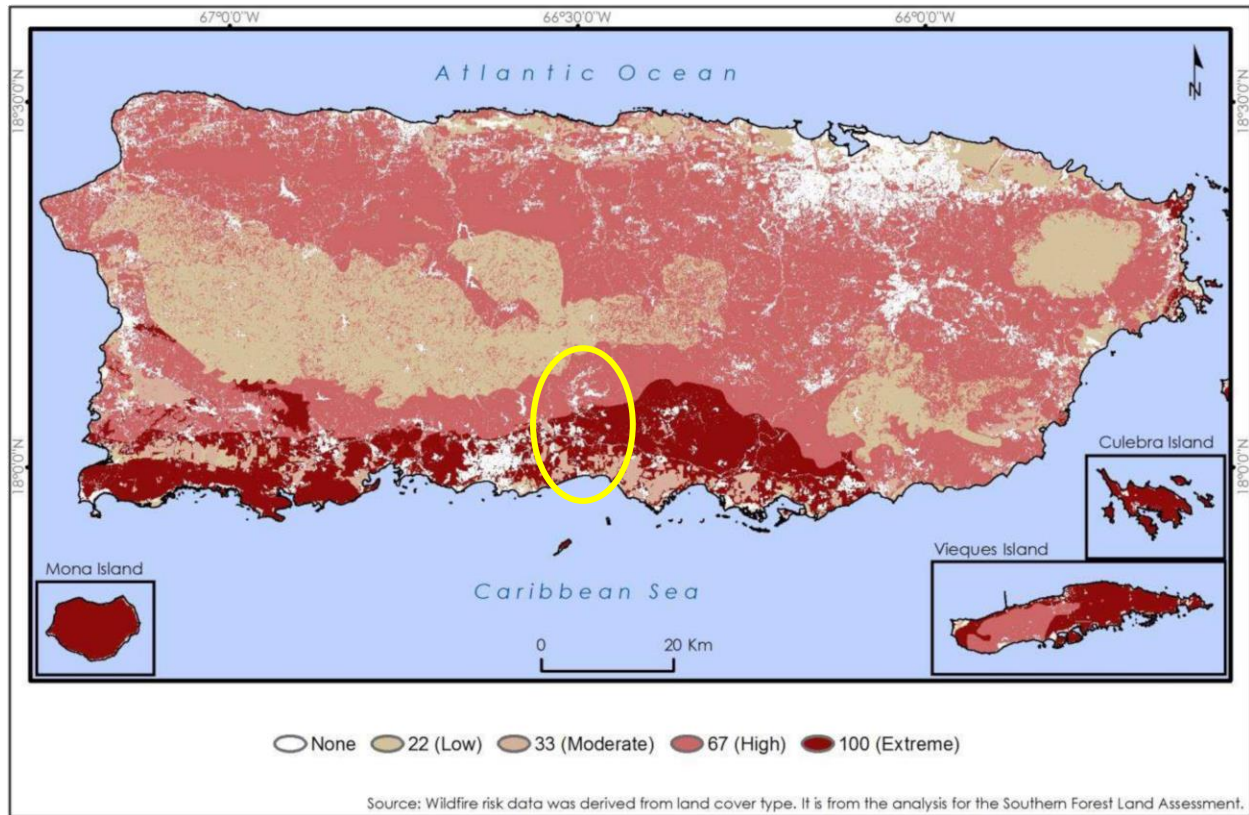 67°0'0"W
66°30'0"W
66°0'0"W
18°30'0"N
18°30'0"N
Atlantic Ocean
N
18°0'0"N
18°0'0"N
Culebra Island
Vieques Island
Mona Island
Caribbean Sea
0 20 Km
None 22 (Low) 33 (Moderate) 67 (High) 100 (Extreme)
Source: Wildfire risk data was derived from land cover type. It is from the analysis for the Southern Forest Land Assessment.